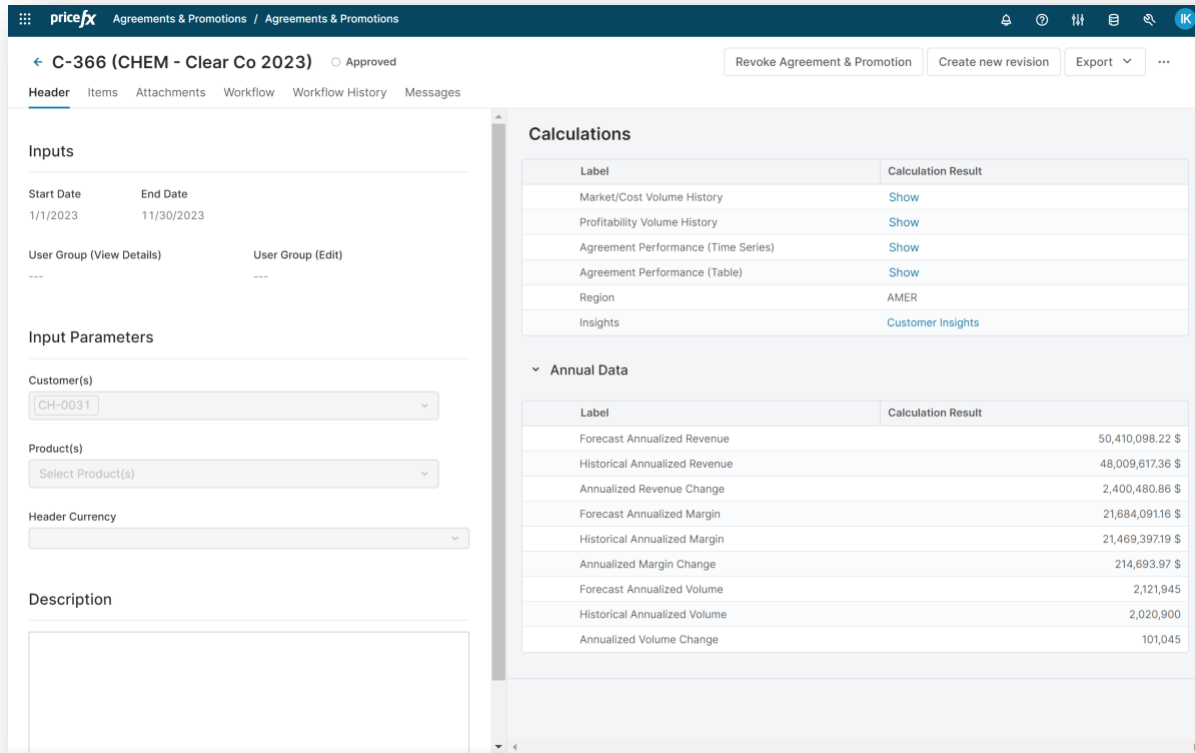 pricefx Agreements & Promotions / Agreements & Promotions IK
C-366 (CHEM - Clear Co 2023) Approved Revoke Agreement & Promotion Create new revision Export
Header Items Attachments Workflow Workflow History Messages
Inputs
Start Date End Date
1/1/2023 11/30/2023
User Group (View Details) User Group (Edit)
--- ---
Input Parameters
Customer(s)
CH-0031
Product(s)
Select Product(s)
Header Currency
Description
Calculations
Label Calculation Result
Market/Cost Volume History Show
Profitability Volume History Show
Agreement Performance (Time Series) Show
Agreement Performance (Table) Show
Region AMER
Insights Customer Insights
Annual Data
Label Calculation Result
Forecast Annualized Revenue 50,410,098.22 $
Historical Annualized Revenue 48,009,617.36 $
Annualized Revenue Change 2,400,480.86 $
Forecast Annualized Margin 21,684,091.16 $
Historical Annualized Margin 21,469,397.19 $
Annualized Margin Change 214,693.97 $
Forecast Annualized Volume 2,121,945
Historical Annualized Volume 2,020,900
Annualized Volume Change 101,045